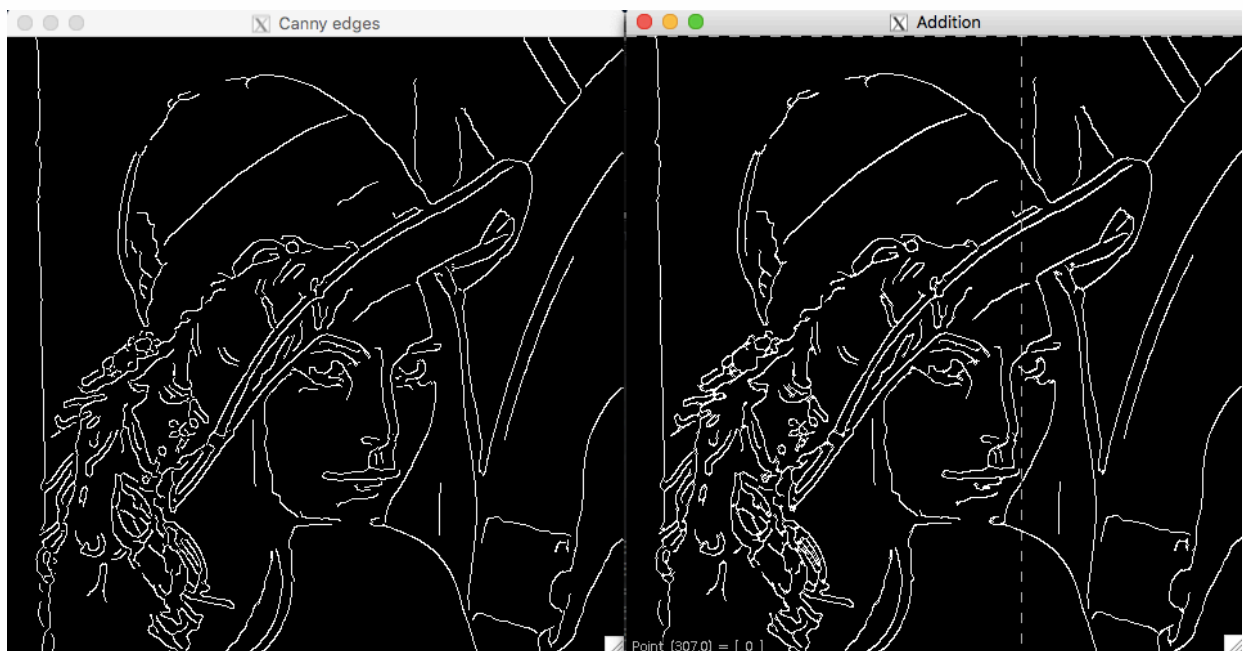 Canny edges
Addition
Point (307,0) = [ 0 ]